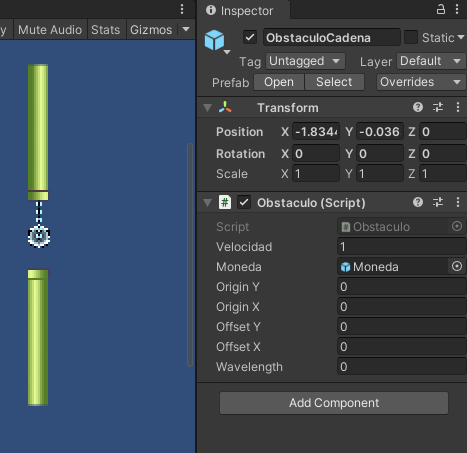 Inspector
y Mute Audio Stats Gizmos
ObstaculoCadena Static
Tag Untagged Layer Default
Prefab Open Select Overrides
Transform
Position X -1.8344 Y -0.036 Z 0
Rotation X 0 Y 0 Z 0
Scale X 1 Y 1 Z 1
# Obstaculo (Script)
Script # Obstaculo
Velocidad 1
Moneda Moneda
Origin Y 0
Origin X 0
Offset Y 0
Offset X 0
Wavelength 0
Add Component